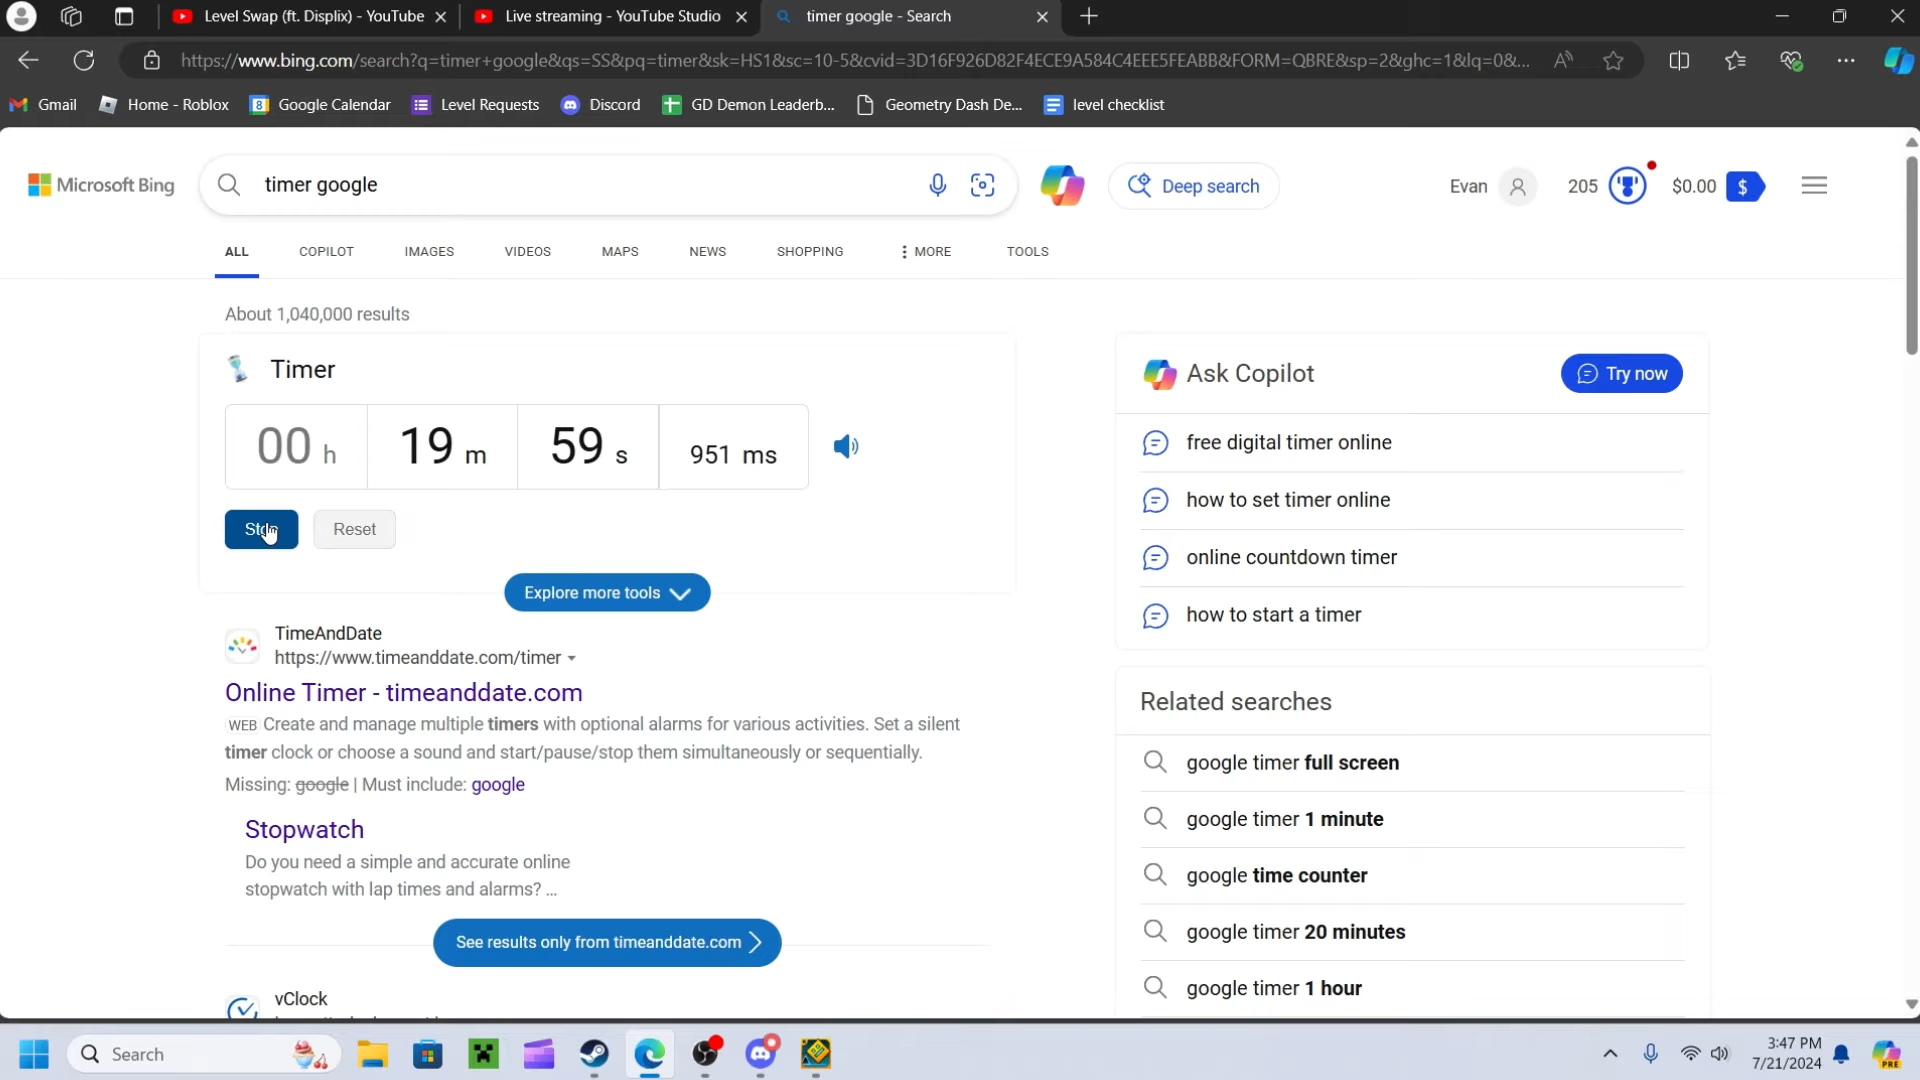 Level Swap (ft. Displix) - YouTube
Live streaming - YouTube Studio
timer google - Search
https://www.bing.com/search?q=timer+google&qs=SS&pq=timer&sk=HS1&sc=10-5&cvid=3D16F926D82F4ECE9A584C4EEE5FEABB&FORM=QBRE&sp=2&ghc=1&lq=0&...
Gmail
Home - Roblox
8
Google Calendar
Level Requests
Discord
GD Demon Leaderb...
Geometry Dash De...
level checklist
Microsoft Bing
timer google
Deep search
Evan
205
$0.00
$
ALL
COPILOT
IMAGES
VIDEOS
MAPS
NEWS
SHOPPING
MORE
TOOLS
About 1,040,000 results
Timer
00 h
19 m
59 s
951 ms
Reset
Explore more tools
TimeAndDate
https://www.timeanddate.com/timer
Online Timer - timeanddate.com
WEB Create and manage multiple timers with optional alarms for various activities. Set a silent
timer clock or choose a sound and start/pause/stop them simultaneously or sequentially.
Missing: google | Must include: google
Stopwatch
Do you need a simple and accurate online
stopwatch with lap times and alarms? ...
See results only from timeanddate.com
vClock
Ask Copilot
Try now
free digital timer online
how to set timer online
online countdown timer
how to start a timer
Related searches
google timer full screen
google timer 1 minute
google time counter
google timer 20 minutes
google timer 1 hour
Search
3:47 PM
7/21/2024
PRE